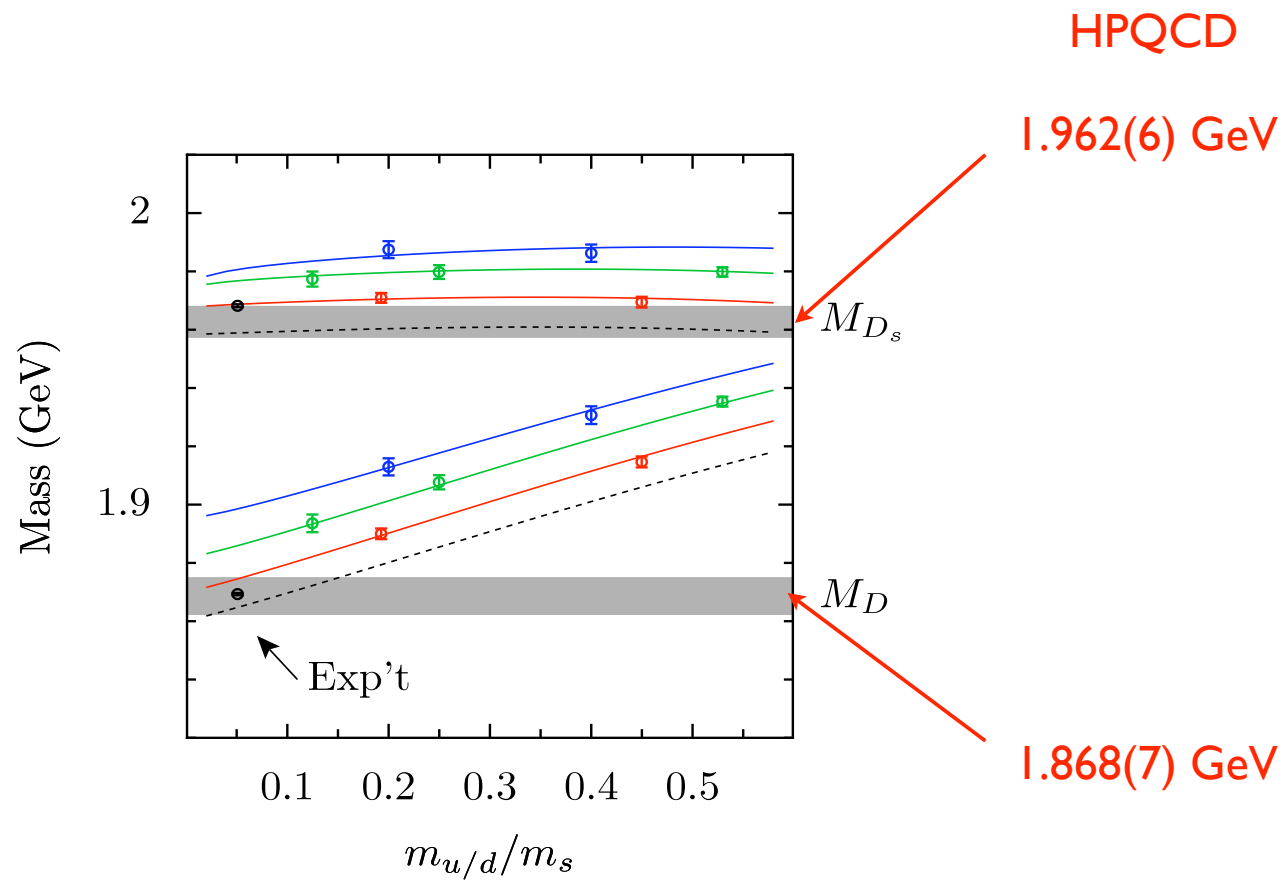 HPQCD
1.962(6) GeV
2
M_{D_s}
Mass (GeV)
1.9
M_D
Exp't
1.868(7) GeV
0.1 0.2 0.3 0.4 0.5
m_{u/d}/m_s